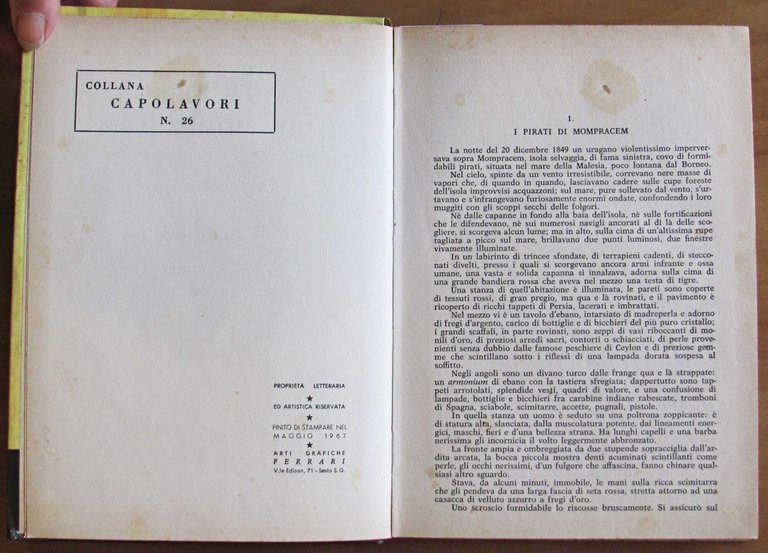 COLLANA
CAPOLAVORI
N. 26
PROPRIETÀ LETTERARIA
ED ARTISTICA RISERVATA
FINITO DI STAMPARE NEL
MAGGIO 1967
ARTI GRAFICHE
FERRARI
V.le Edison, 71 - Sesto S.G.
1.
I PIRATI DI MOMPRACEM
La notte del 20 dicembre 1849 un uragano violentissimo imperver-
sava sopra Mompracem, isola selvaggia, di fama sinistra, covo di formi-
dabili pirati, situata nel mare della Malesia, poco lontana dal Borneo.
Nel cielo, spinte da un vento irresistibile, correvano nere masse di
vapori che, di quando in quando, lasciavano cadere sulle cupe foreste
dell'isola improvvisi acquazzoni; sul mare, pure sollevato dal vento, s'ur-
tavano e s'infrangevano furiosamente enormi ondate, confondendo i loro
muggiti con gli scoppi secchi delle folgori.
Nè dalle capanne in fondo alla baia dell'isola, nè sulle fortificazioni
che le difendevano, nè sui numerosi navigli ancorati al di là delle sco-
gliere, si scorgeva alcun lume; ma in alto, sulla cima di un'altissima rupe
tagliata a picco sul mare, brillavano due punti luminosi, due finestre
vivamente illuminate.
In un labirinto di trincee sfondate, di terrapieni cadenti, di stecco-
nati divelti, presso i quali si scorgevano ancora armi infrante e ossa
umane, una vasta e solida capanna si innalzava, adorna sulla cima di
una grande bandiera rossa che aveva nel mezzo una testa di tigre.
Una stanza di quell'abitazione è illuminata, le pareti sono coperte
di tessuti rossi, di gran pregio, ma qua e là rovinati, e il pavimento è
ricoperto di ricchi tappeti di Persia, lacerati e imbrattati.
Nel mezzo vi è un tavolo d'ebano, intarsiato di madreperla e adorno
di fregi d'argento, carico di bottiglie e di bicchieri del più puro cristallo;
i grandi scaffali, in parte rovinati, sono zeppi di vasi riboccanti di mo-
nili d'oro, di preziosi arredi sacri, contorti o schiacciati, di perle prove-
nienti senza dubbio dalle famose peschiere di Ceylon e di preziose gem-
me che scintillano sotto i riflessi di una lampada dorata sospesa al
soffitto.
Negli angoli sono un divano turco dalle frange qua e là strappate:
un armonium di ebano con la tastiera sfregiata; dappertutto sono tap-
peti arrotolati, splendide vesti, quadri di valore, e una confusione di
lampade, bottiglie e bicchieri fra carabine indiane rabescate, tromboni
di Spagna, sciabole, scimitarre, accette, pugnali, pistole.
In quella stanza un uomo è seduto su una poltrona zoppicante: è
di statura alta, slanciata, dalla muscolatura potente, dai lineamenti ener-
gici, maschi, fieri e d'una bellezza strana. Ha lunghi capelli e una barba
nerissima gli incornicia il volto leggermente abbronzato.
La fronte ampia è ombreggiata da due stupende sopracciglia dall'ar-
dita arcata, la bocca piccola mostra denti acuminati scintillanti come
perle, gli occhi nerissimi, d'un fulgore che affascina, fanno chinare qual-
siasi altro sguardo.
Stava, da alcuni minuti, immobile, le mani sulla ricca scimitarra
che gli pendeva da una larga fascia di seta rossa, stretta attorno ad una
casacca di velluto azzurro a fregi d'oro.
Uno scroscio formidabile lo riscosse bruscamente. Si assicurò sul